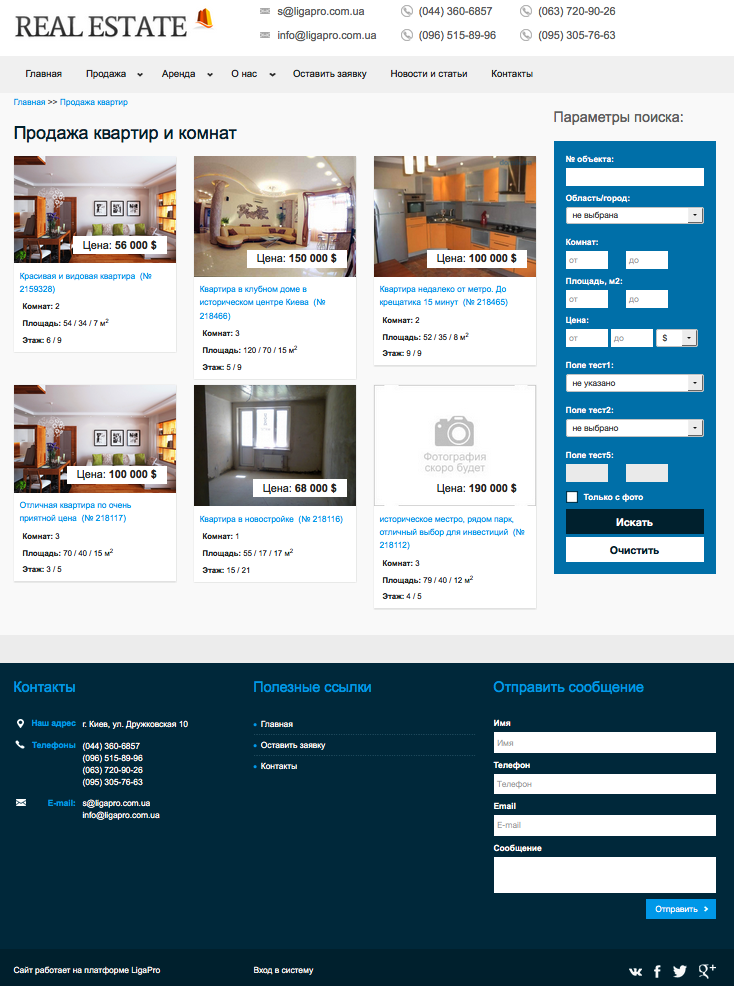 REAL ESTATE
s@ligapro.com.ua
(044) 360-6857
(063) 720-90-26
info@ligapro.com.ua
(096) 515-89-96
(095) 305-76-63
Главная
Продажа
Аренда
О нас
Оставить заявку
Новости и статьи
Контакты
Главная >> Продажа квартир
Продажа квартир и комнат
Цена: 56 000 $
Красивая и видовая квартира (№
2159328)
Комнат: 2
Площадь: 54 / 34 / 7 м2
Этаж: 6 / 9
Цена: 150 000 $
Квартира в клубном доме в
историческом центре Киева (№
218466)
Комнат: 3
Площадь: 120 / 70 / 15 м2
Этаж: 5 / 9
Цена: 100 000 $
Квартира недалеко от метро. До
крещатика 15 минут (№ 218465)
Комнат: 2
Площадь: 52 / 35 / 8 м2
Этаж: 9 / 9
Цена: 100 000 $
Отличная квартира по очень
приятной цена (№ 218117)
Комнат: 3
Площадь: 70 / 40 / 15 м2
Этаж: 3 / 5
Цена: 68 000 $
Квартира в новостройке (№ 218116)
Комнат: 1
Площадь: 55 / 17 / 17 м2
Этаж: 15 / 21
Фотография
скоро будет
Цена: 190 000 $
историческое местро, рядом парк,
отличный выбор для инвестиций (№
218112)
Комнат: 3
Площадь: 79 / 40 / 12 м2
Этаж: 4 / 5
Параметры поиска:
№ объекта:
Область/город:
не выбрана
Комнат:
от
до
Площадь, м2:
от
до
Цена:
от
до
$
Поле тест1:
не указано
Поле тест2:
не выбрано
Поле тест5:
Только с фото
Искать
Очистить
Контакты
Наш адрес
г. Киев, ул. Дружковская 10
Телефоны
(044) 360-6857
(096) 515-89-96
(063) 720-90-26
(095) 305-76-63
E-mail:
s@ligapro.com.ua
info@ligapro.com.ua
Полезные ссылки
Главная
Оставить заявку
Контакты
Отправить сообщение
Имя
Имя
Телефон
Телефон
Email
E-mail
Сообщение
Отправить
Сайт работает на платформе LigaPro
Вход в систему